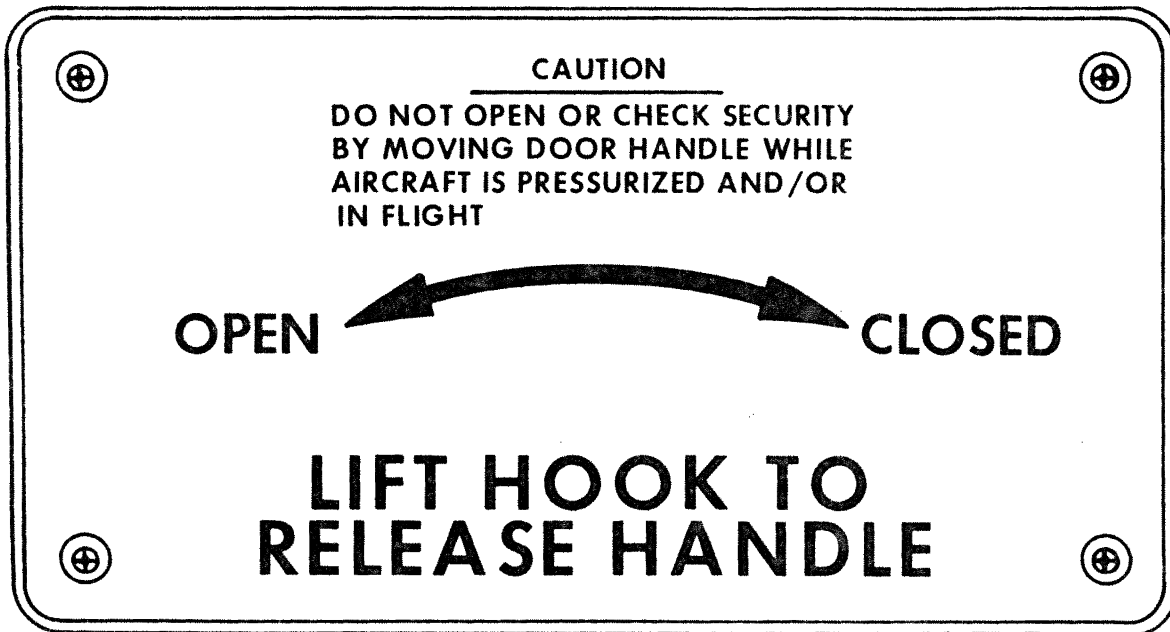 CAUTION
DO NOT OPEN OR CHECK SECURITY
BY MOVING DOOR HANDLE WHILE
AIRCRAFT IS PRESSURIZED AND/OR
IN FLIGHT
OPEN CLOSED
LIFT HOOK TO
RELEASE HANDLE